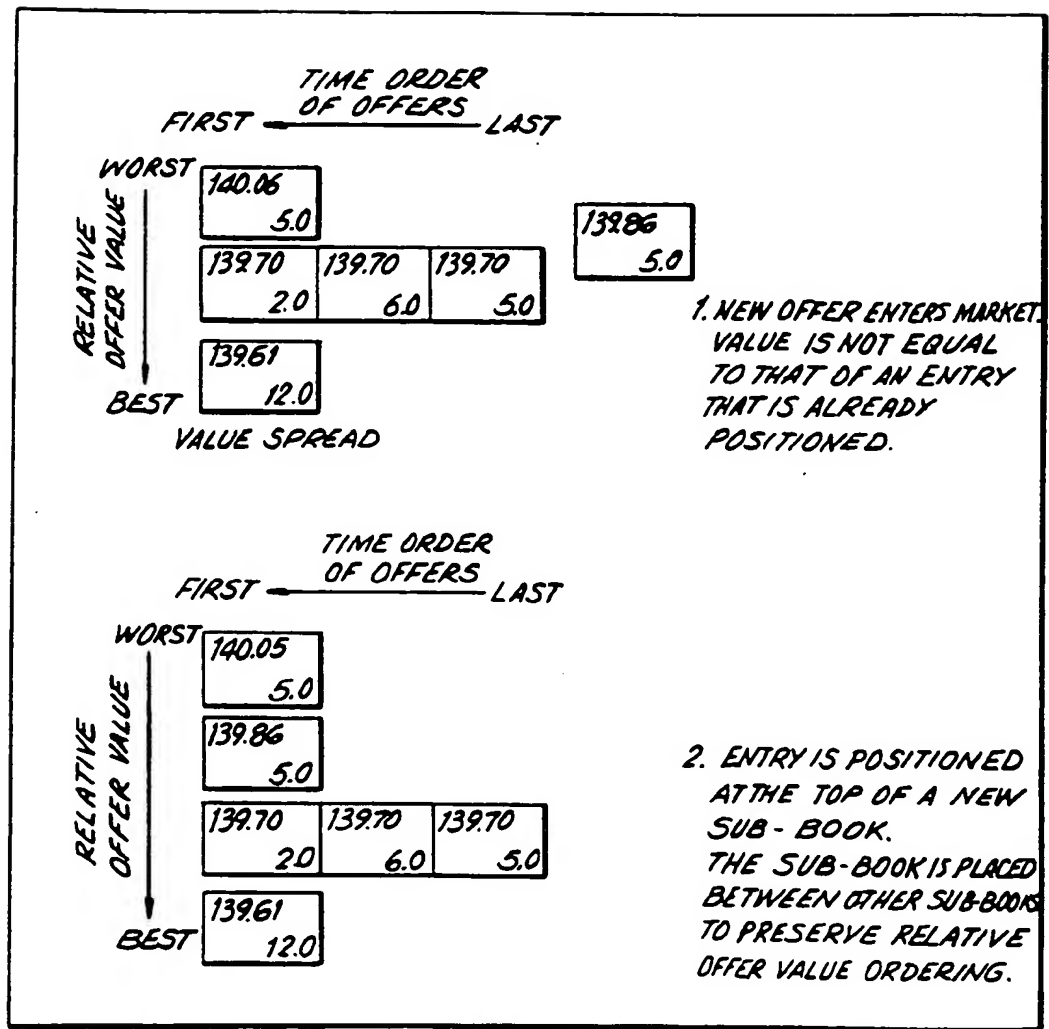 TIME ORDER
OF OFFERS
FIRST LAST
WORST
RELATIVE
OFFER VALUE
140.06
5.0
139.86
5.0
139.70 139.70 139.70
2.0 6.0 5.0
1. NEW OFFER ENTERS MARKET.
VALUE IS NOT EQUAL
TO THAT OF AN ENTRY
THAT IS ALREADY
POSITIONED.
139.61
12.0
BEST
VALUE SPREAD
TIME ORDER
OF OFFERS
FIRST LAST
WORST
RELATIVE
OFFER VALUE
140.05
5.0
139.86
5.0
139.70 139.70 139.70
2.0 6.0 5.0
139.61
12.0
BEST
2. ENTRY IS POSITIONED
AT THE TOP OF A NEW
SUB-BOOK.
THE SUB-BOOK IS PLACED
BETWEEN OTHER SUB-BOOKS
TO PRESERVE RELATIVE
OFFER VALUE ORDERING.